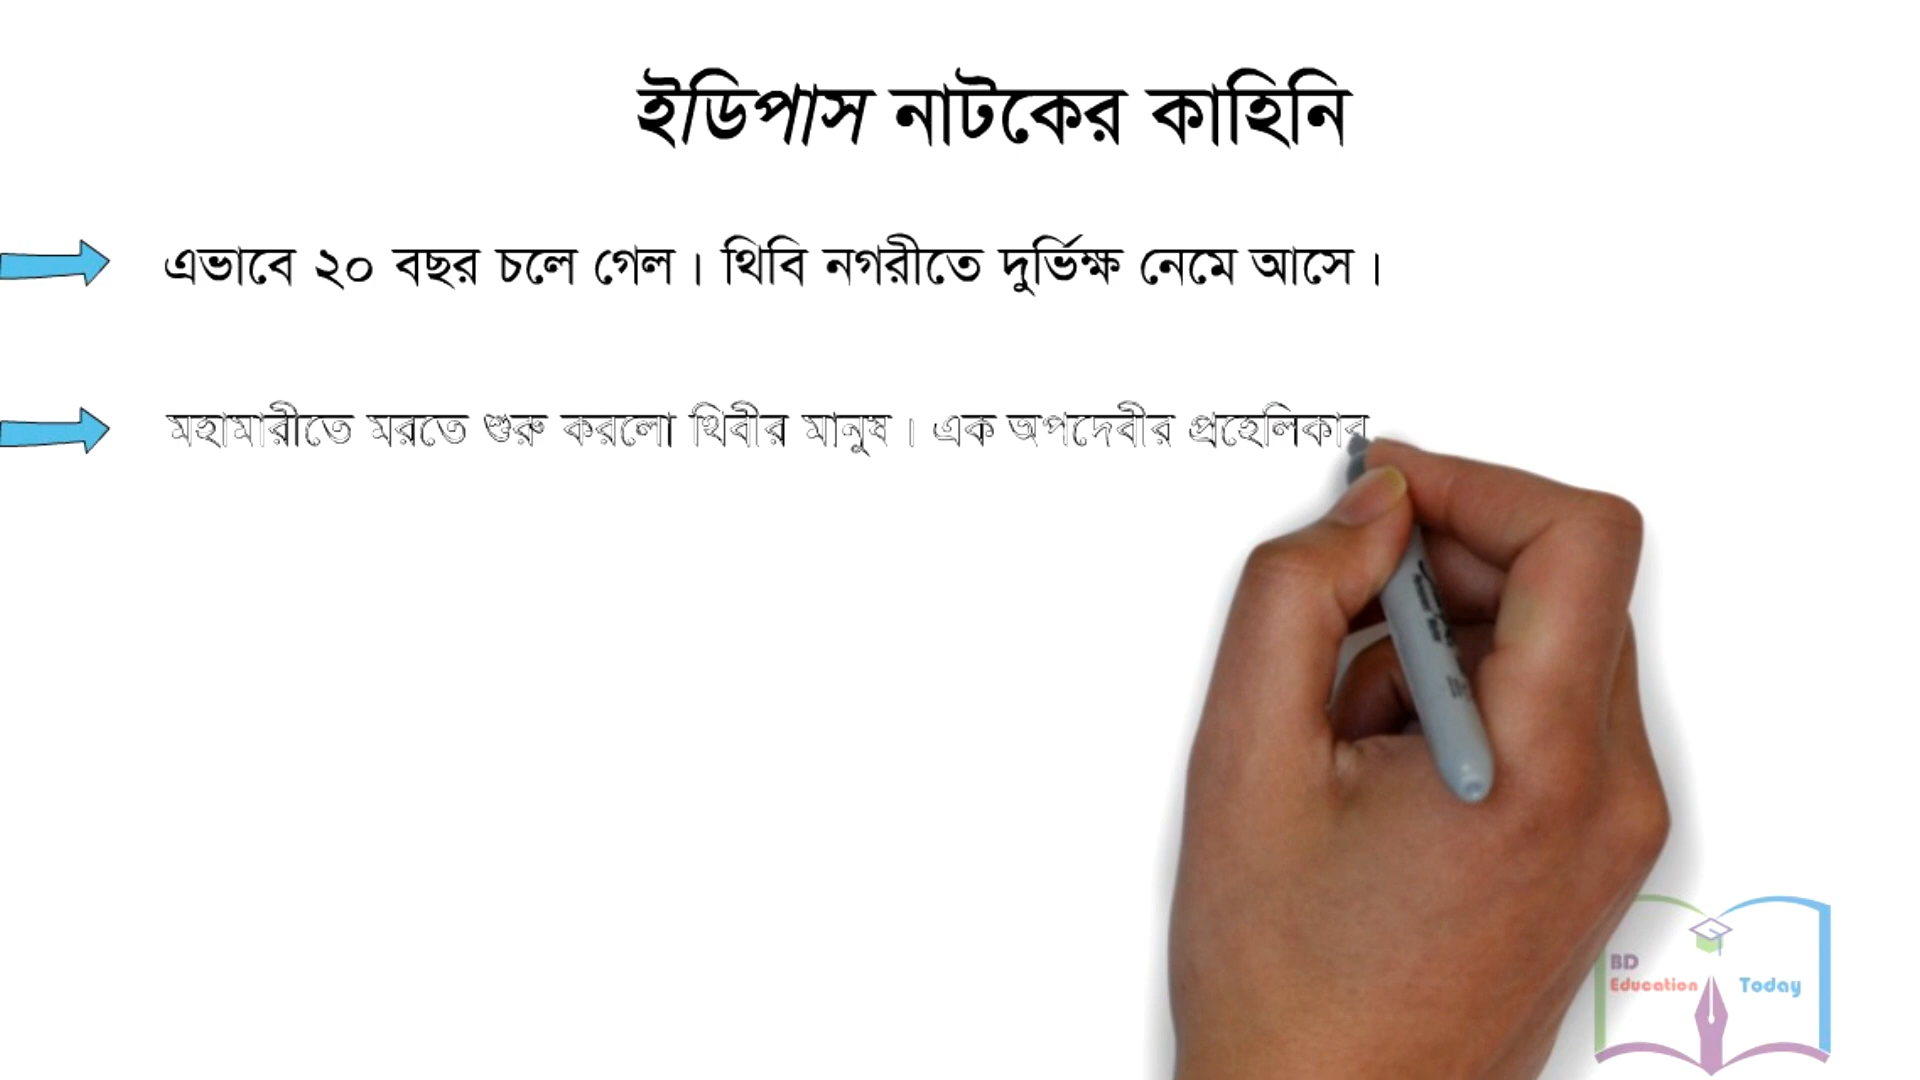 ইডিপাস নাটকের কাহিনি
এভাবে ২০ বছর চলে গেল। থিবি নগরীতে দুর্ভিক্ষ নেমে আসে।
মহামারীতে মরতে শুরু করলো থিবীর মানুষ। এক অপদেবীর প্রহেলিকার
BD
Education Today